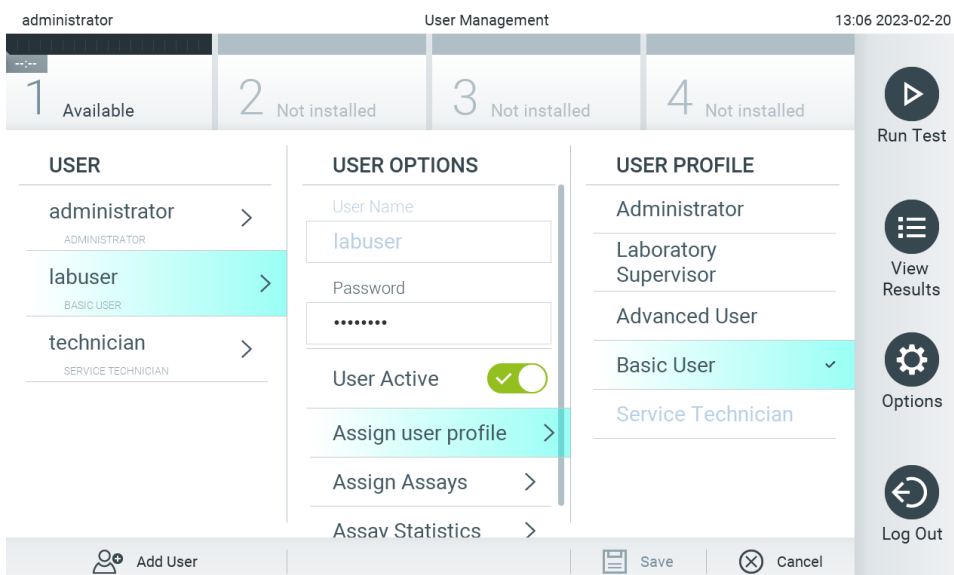 administrator
User Management
13:06 2023-02-20
--:--
1 Available
2 Not installed
3 Not installed
4 Not installed
Run Test
View
Results
Options
Log Out
USER
administrator
ADMINISTRATOR
labuser
BASIC USER
technician
SERVICE TECHNICIAN
USER OPTIONS
User Name
labuser
Password
••••••••
User Active
Assign user profile
Assign Assays
Assay Statistics
USER PROFILE
Administrator
Laboratory
Supervisor
Advanced User
Basic User
Service Technician
Add User
Save
Cancel